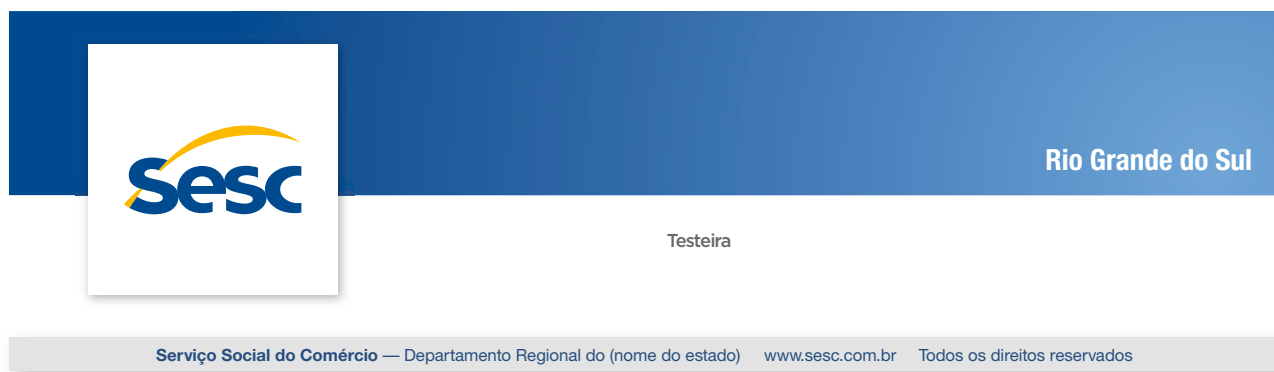 Rio Grande do Sul
Sesc
Testeira
Serviço Social do Comércio — Departamento Regional do (nome do estado) www.sesc.com.br Todos os direitos reservados